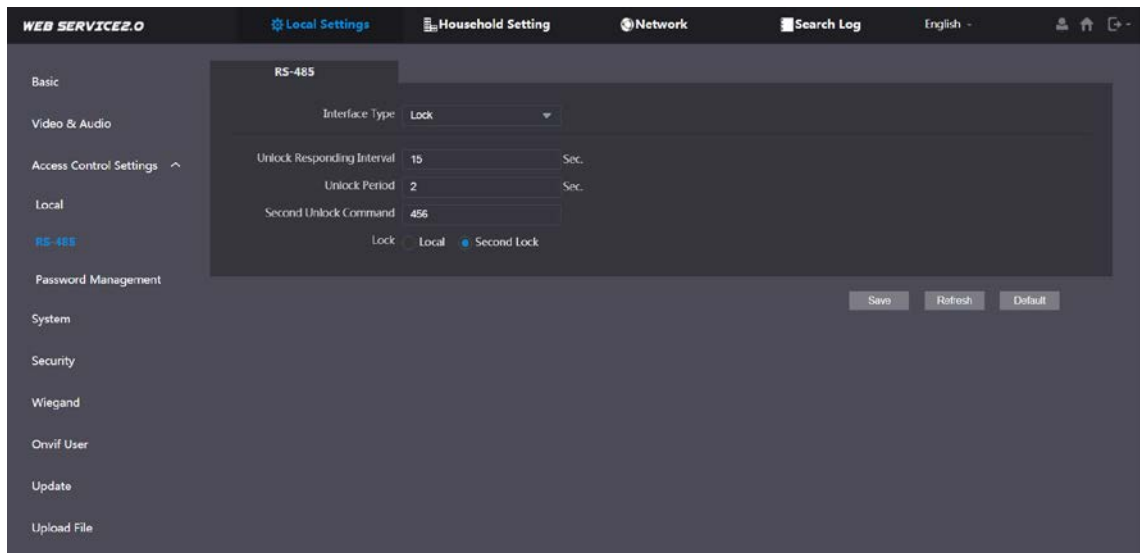 WEB SERVICE2.0 Local Settings Household Setting Network Search Log English
Basic
Video & Audio
Access Control Settings
Local
RS-485
Password Management
System
Security
Wiegand
Onvif User
Update
Upload File
RS-485
Interface Type Lock
Unlock Responding Interval 15 Sec.
Unlock Period 2 Sec.
Second Unlock Command 456
Lock Local Second Lock
Save Refresh Default